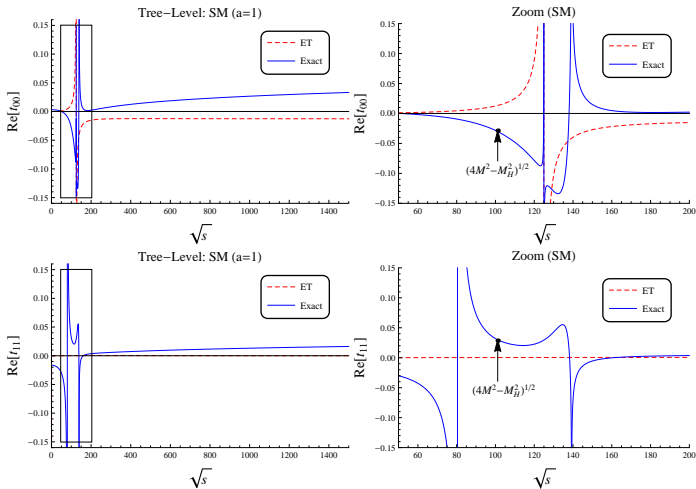 Tree−Level: SM (a=1)
Re[t00]
0.15
0.10
0.05
0.00
−0.05
−0.10
−0.15
ET
Exact
0 200 400 600 800 1000 1200 1400
√s
Zoom (SM)
Re[t00]
0.15
0.10
0.05
0.00
−0.05
−0.10
−0.15
ET
Exact
(4M²−M_H²)^1/2
60 80 100 120 140 160 180 200
√s
Tree−Level: SM (a=1)
Re[t11]
0.15
0.10
0.05
0.00
−0.05
−0.10
−0.15
ET
Exact
0 200 400 600 800 1000 1200 1400
√s
Zoom (SM)
Re[t11]
0.15
0.10
0.05
0.00
−0.05
−0.10
−0.15
ET
Exact
(4M²−M_H²)^1/2
60 80 100 120 140 160 180 200
√s